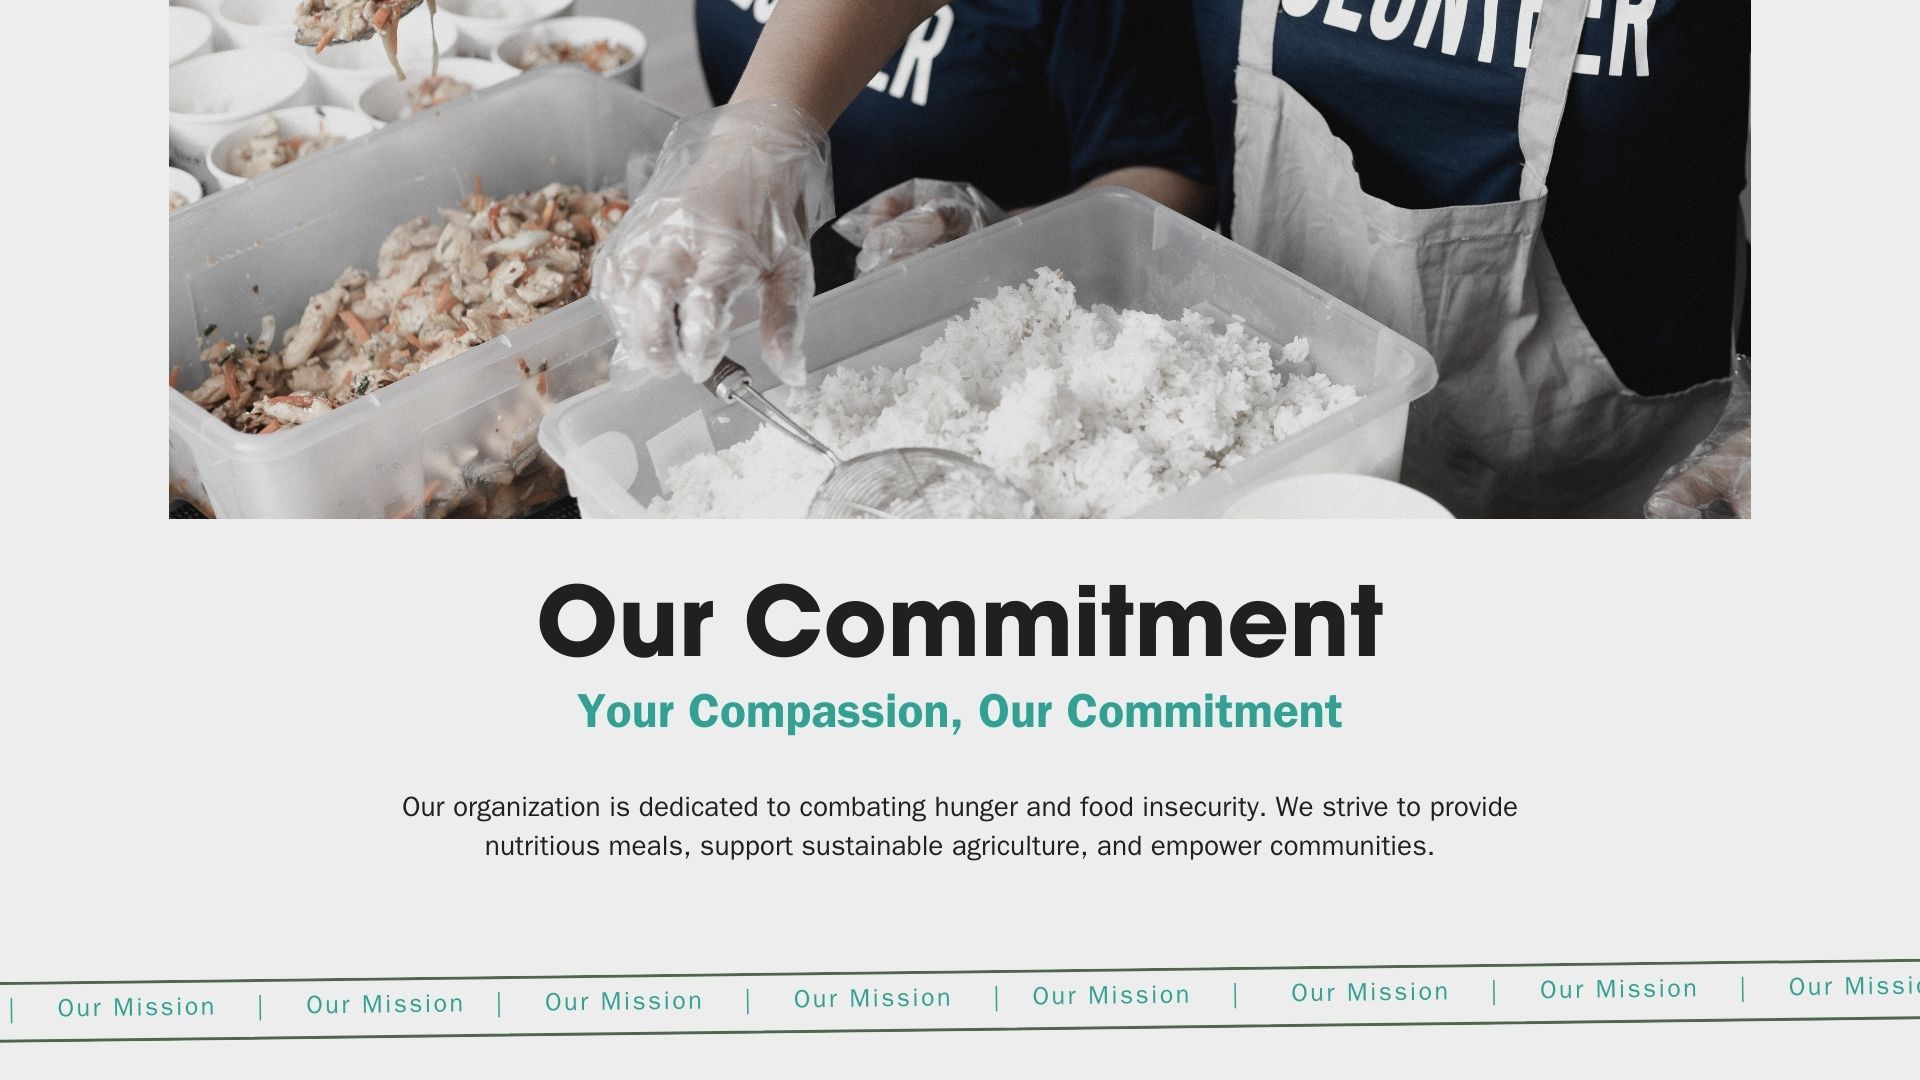 VOLUNTEER
Our Commitment
Your Compassion, Our Commitment
Our organization is dedicated to combating hunger and food insecurity. We strive to provide
nutritious meals, support sustainable agriculture, and empower communities.
| Our Mission | Our Mission | Our Mission | Our Mission | Our Mission | Our Mission | Our Mission | Our Missio